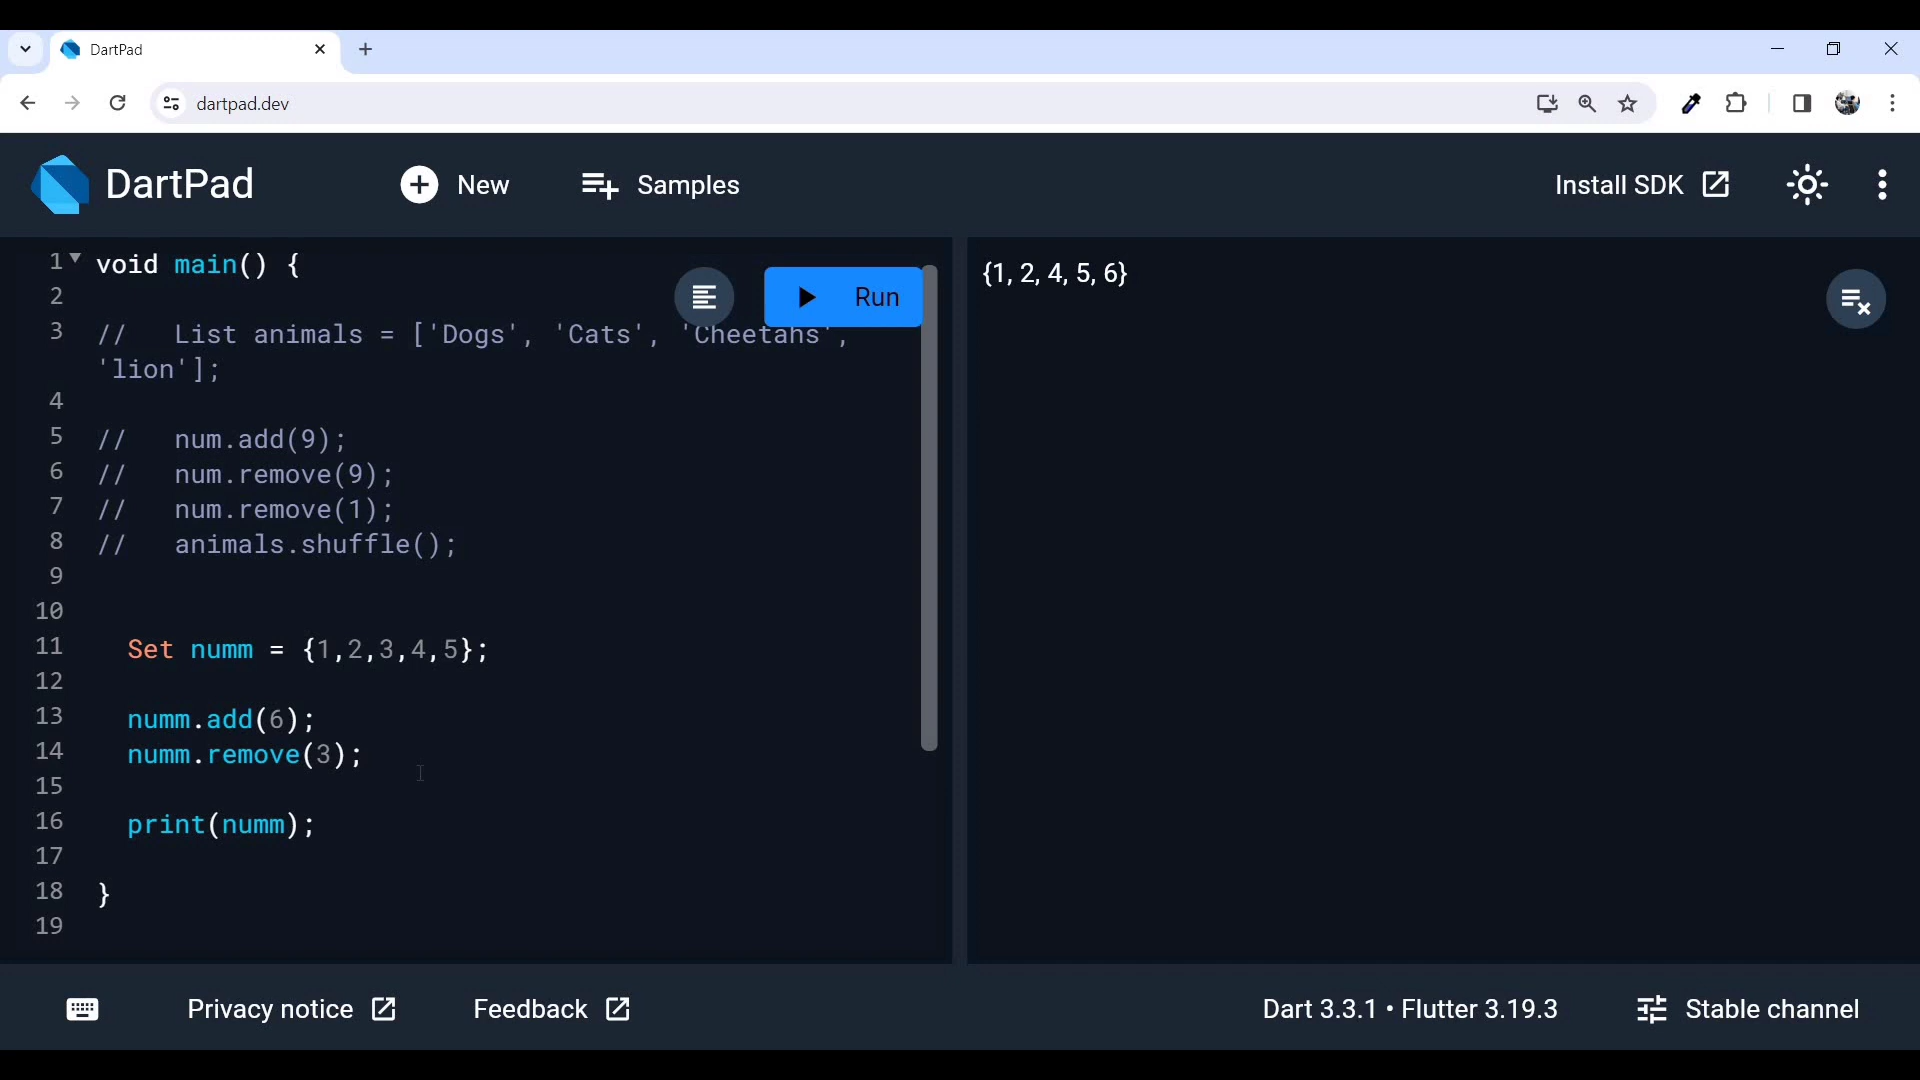 DartPad
dartpad.dev
DartPad
New
Samples
Install SDK
1 void main() {
2
3 //   List animals = ['Dogs', 'Cats', 'Cheetahs',
'lion'];
4
5 //   num.add(9);
6 //   num.remove(9);
7 //   num.remove(1);
8 //   animals.shuffle();
9
10
11   Set numm = {1,2,3,4,5};
12
13   numm.add(6);
14   numm.remove(3);
15
16   print(numm);
17
18 }
19
Run
{1, 2, 4, 5, 6}
Privacy notice
Feedback
Dart 3.3.1 • Flutter 3.19.3
Stable channel